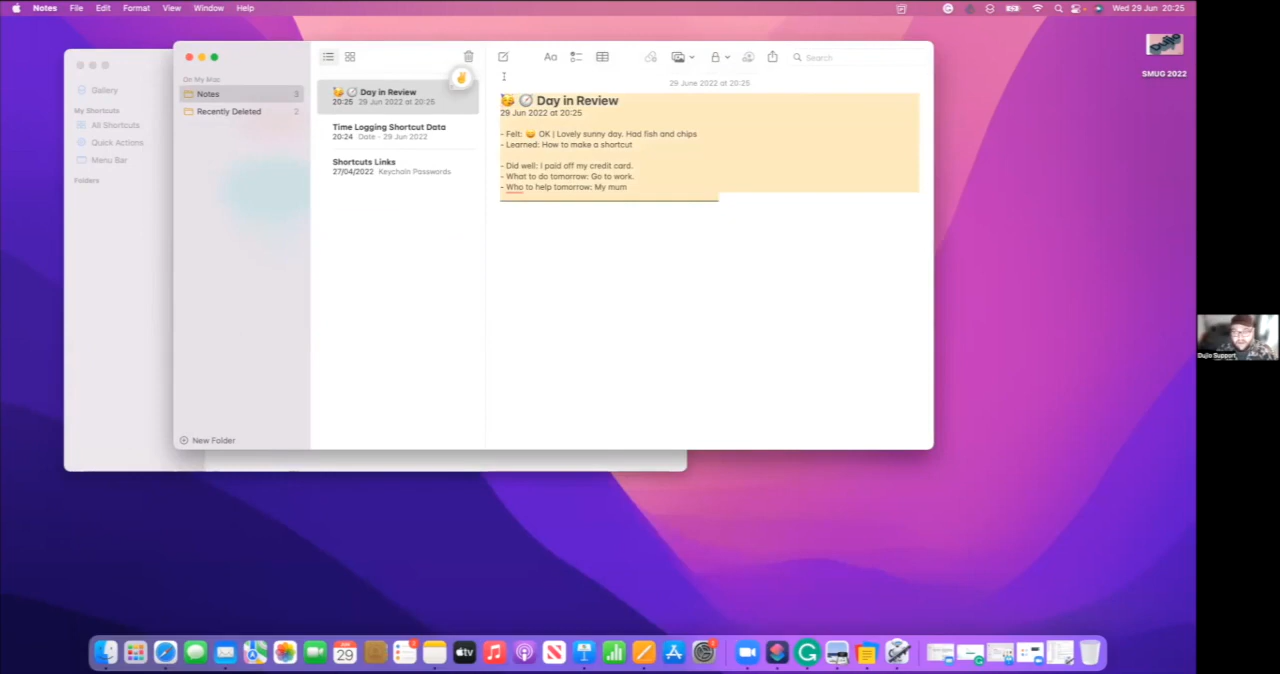 Notes File Edit Format View Window Help
Wed 29 Jun 20:25
SMUG 2022
Gallery
My Shortcuts
All Shortcuts
Quick Actions
Menu Bar
Folders
On My Mac
Notes 3
Recently Deleted 2
New Folder
🥳 🧭 Day in Review
20:25 29 Jun 2022 at 20:25
Time Logging Shortcut Data
20:24 Date - 29 Jun 2022
Shortcuts Links
27/04/2022 Keychain Passwords
Aa
Search
29 June 2022 at 20:25
🥳 🧭 Day in Review
29 Jun 2022 at 20:25
- Felt: 😄 OK | Lovely sunny day. Had fish and chips
- Learned: How to make a shortcut
- Did well: I paid off my credit card.
- What to do tomorrow: Go to work.
- Who to help tomorrow: My mum
Dujio Support
29
tv